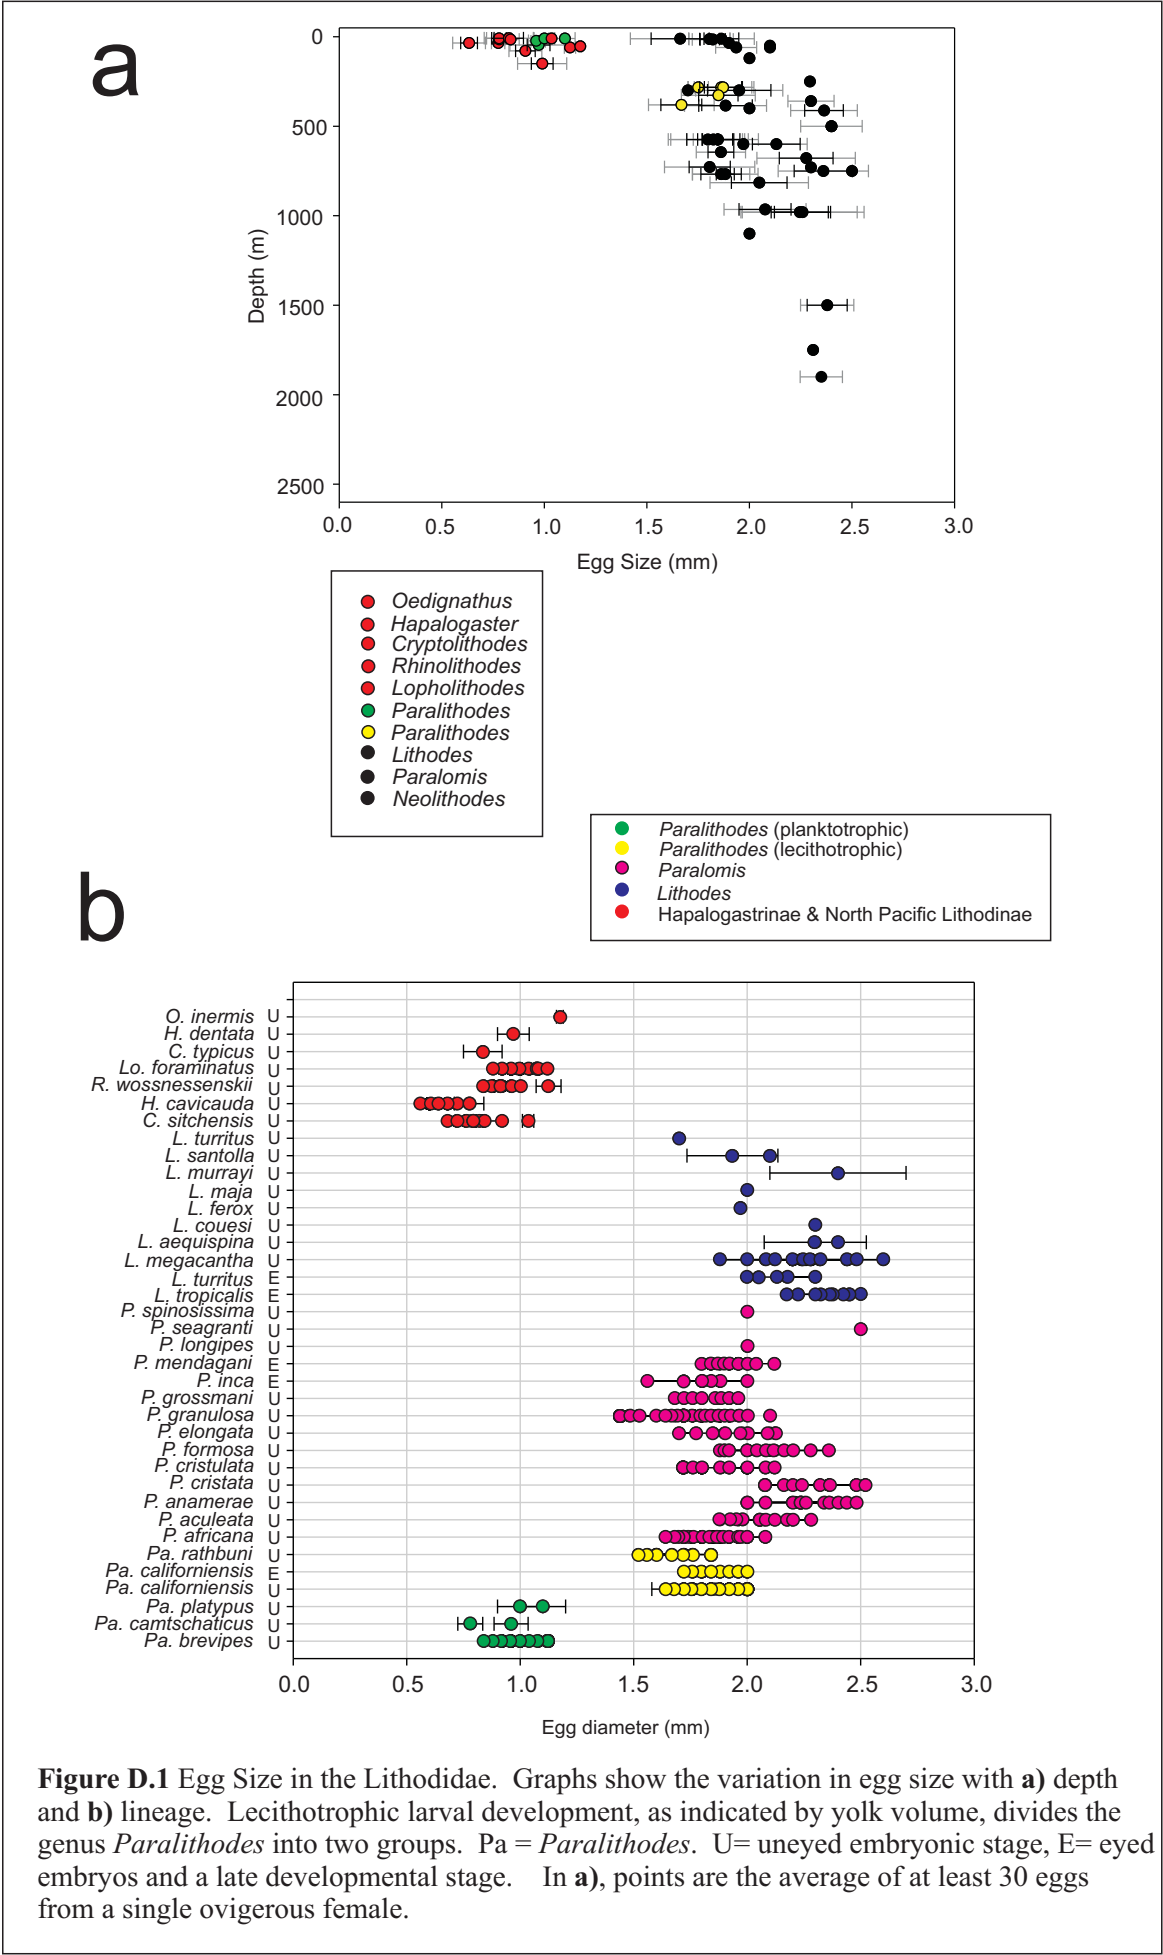 a
0
500
1000
1500
2000
2500
Depth (m)
0.0 0.5 1.0 1.5 2.0 2.5 3.0
Egg Size (mm)
Oedignathus
Hapalogaster
Cryptolithodes
Rhinolithodes
Lopholithodes
Paralithodes
Paralithodes
Lithodes
Paralomis
Neolithodes
Paralithodes (planktotrophic)
Paralithodes (lecithotrophic)
Paralomis
Lithodes
Hapalogastrinae & North Pacific Lithodinae
b
O. inermis U
H. dentata U
C. typicus U
Lo. foraminatus U
R. wossnessenskii U
H. cavicauda U
C. sitchensis U
L. turritus U
L. santolla U
L. murrayi U
L. maja U
L. ferox U
L. couesi U
L. aequispina U
L. megacantha U
L. turritus E
L. tropicalis E
P. spinosissima U
P. seagranti U
P. longipes U
P. mendagani E
P. inca E
P. grossmani U
P. granulosa U
P. elongata U
P. formosa U
P. cristulata U
P. cristata U
P. anamerae U
P. aculeata U
P. africana U
Pa. rathbuni U
Pa. californiensis E
Pa. californiensis U
Pa. platypus U
Pa. camtschaticus U
Pa. brevipes U
0.0 0.5 1.0 1.5 2.0 2.5 3.0
Egg diameter (mm)
Figure D.1 Egg Size in the Lithodidae. Graphs show the variation in egg size with a) depth
and b) lineage. Lecithotrophic larval development, as indicated by yolk volume, divides the
genus Paralithodes into two groups. Pa = Paralithodes. U= uneyed embryonic stage, E= eyed
embryos and a late developmental stage. In a), points are the average of at least 30 eggs
from a single ovigerous female.